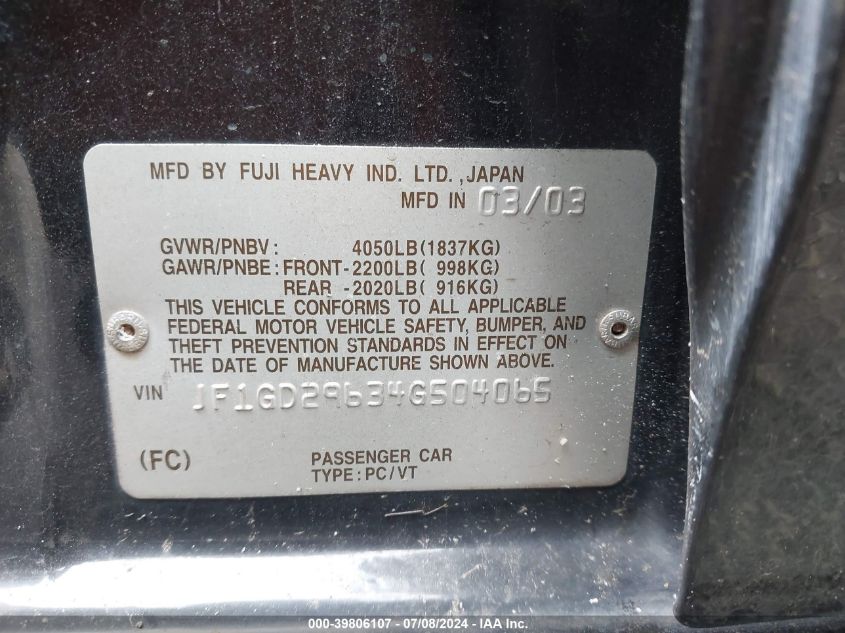 MFD BY FUJI HEAVY IND. LTD.,JAPAN
MFD IN 03/03
GVWR/PNBV: 4050LB(1837KG)
GAWR/PNBE: FRONT-2200LB( 998KG)
REAR -2020LB( 916KG)
THIS VEHICLE CONFORMS TO ALL APPLICABLE
FEDERAL MOTOR VEHICLE SAFETY, BUMPER, AND
THEFT PREVENTION STANDARDS IN EFFECT ON
THE DATE OF MANUFACTURE SHOWN ABOVE.
VIN JF1GD29634G504065
(FC) PASSENGER CAR
TYPE:PC/VT
000-39806107 - 07/08/2024 - IAA Inc.